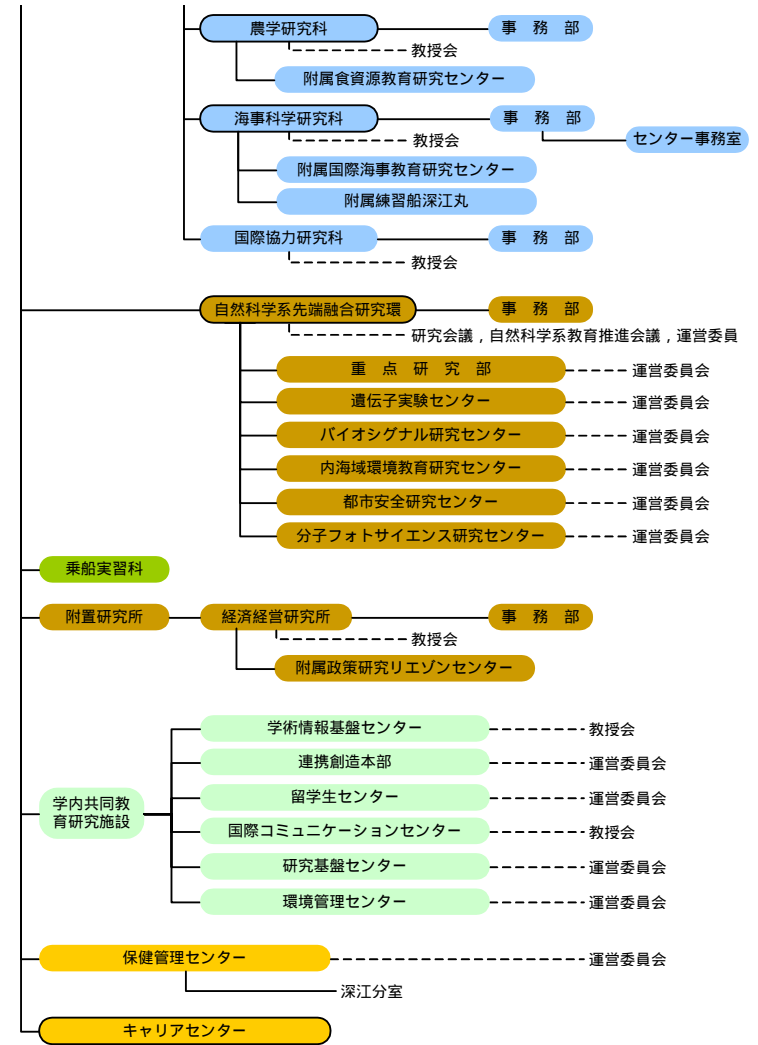 農学研究科 事 務 部
教授会
附属食資源教育研究センター
海事科学研究科 事 務 部
教授会 センター事務室
附属国際海事教育研究センター
附属練習船深江丸
国際協力研究科 事 務 部
教授会
自然科学系先端融合研究環 事 務 部
研究会議,自然科学系教育推進会議,運営委員
重 点 研 究 部 運営委員会
遺伝子実験センター 運営委員会
バイオシグナル研究センター 運営委員会
内海域環境教育研究センター 運営委員会
都市安全研究センター 運営委員会
分子フォトサイエンス研究センター 運営委員会
乗船実習科
附置研究所 経済経営研究所 事 務 部
教授会
附属政策研究リエゾンセンター
学術情報基盤センター 教授会
連携創造本部 運営委員会
留学生センター 運営委員会
学内共同教
育研究施設
国際コミュニケーションセンター 教授会
研究基盤センター 運営委員会
環境管理センター 運営委員会
保健管理センター 運営委員会
深江分室
キャリアセンター